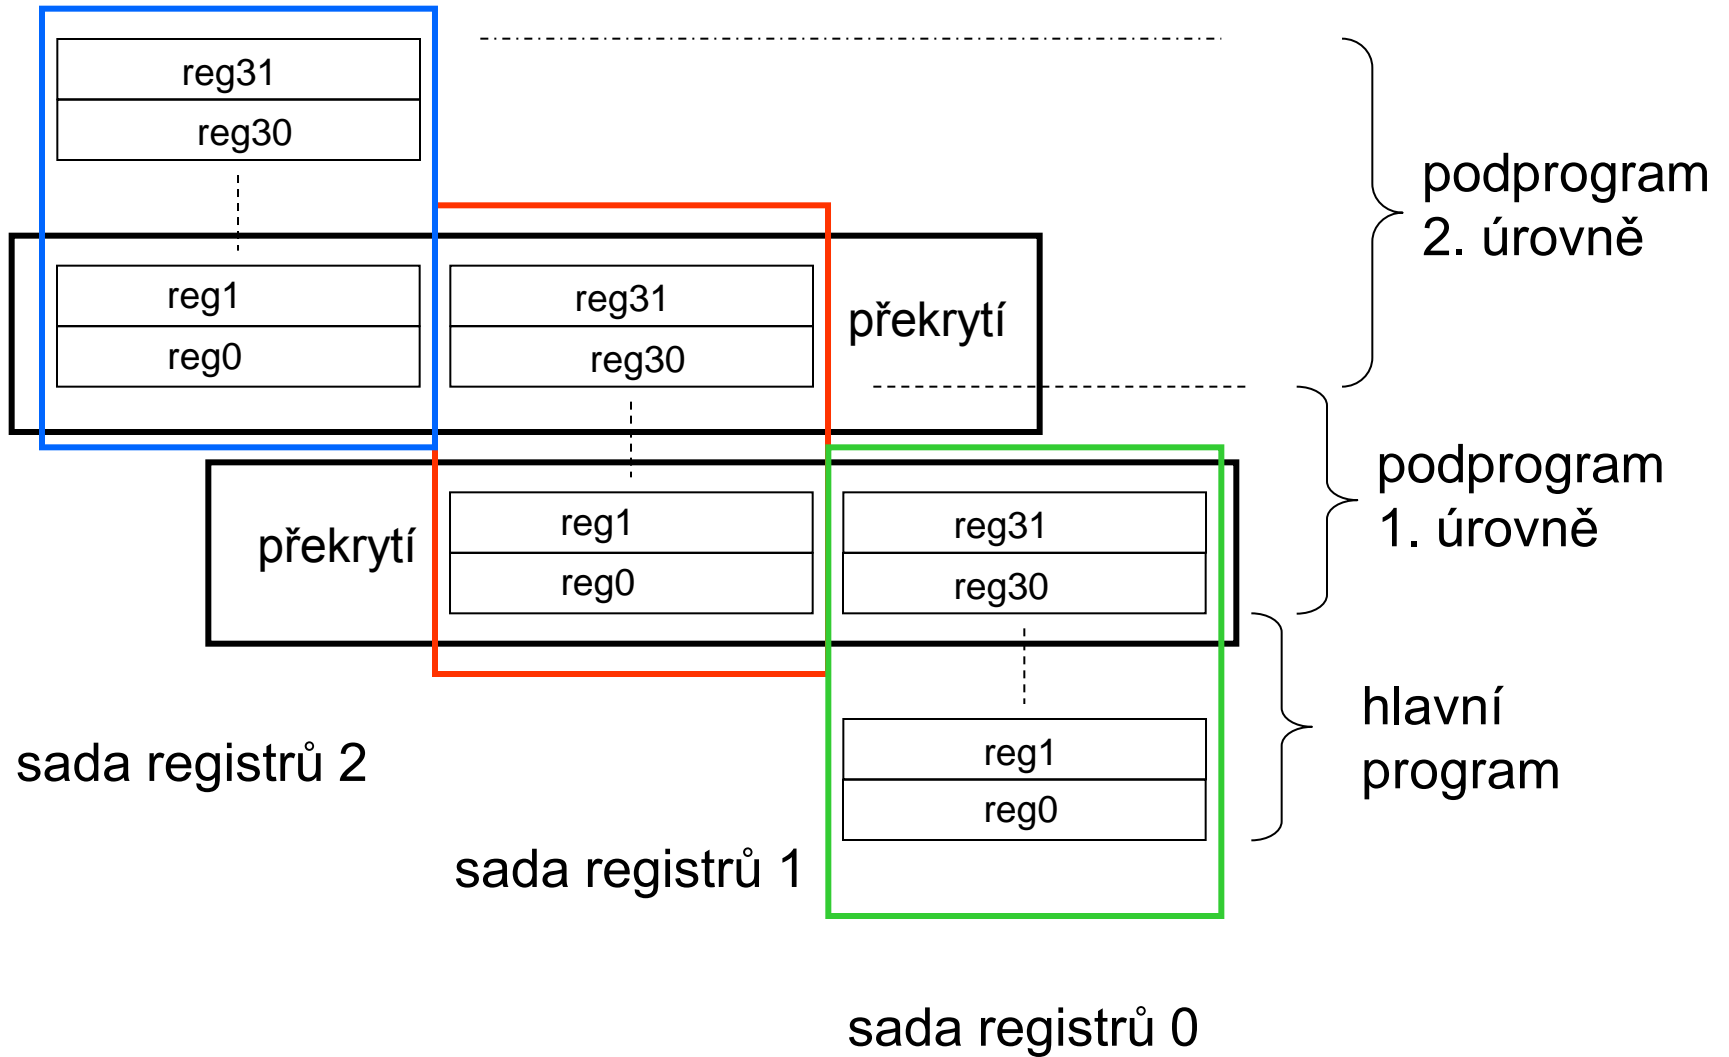 reg31
reg30
podprogram
2. úrovně
reg1
reg31
překrytí
reg0
reg30
podprogram
1. úrovně
překrytí
reg1
reg31
reg0
reg30
hlavní
program
reg1
reg0
sada registrů 2
sada registrů 1
sada registrů 0